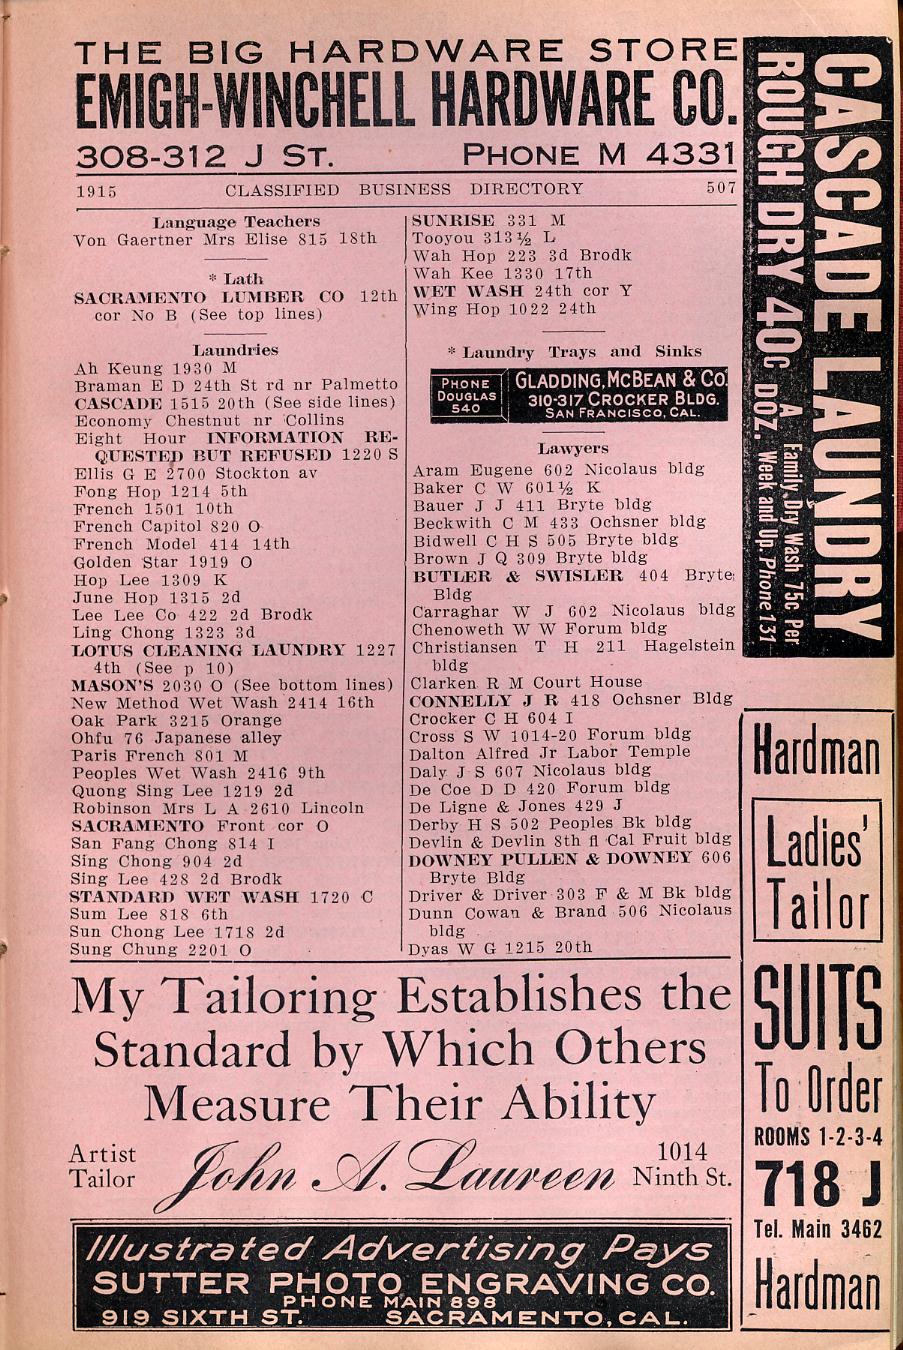 THE BIG HARDWARE STORE
EMIGH-WINCHELL HARDWARE CO.
308-312 J ST. PHONE M 4331
1915 CLASSIFIED BUSINESS DIRECTORY 507
Language Teachers
Von Gaertner Mrs Elise 815 18th
* Lath
SACRAMENTO LUMBER CO 12th
cor No B (See top lines)
Laundries
Ah Keung 1930 M
Braman E D 24th St rd nr Palmetto
CASCADE 1515 20th (See side lines)
Economy Chestnut nr Collins
Eight Hour INFORMATION RE-
QUESTED BUT REFUSED 1220 S
Ellis G E 2700 Stockton av
Fong Hop 1214 5th
French 1501 10th
French Capitol 820 O
French Model 414 14th
Golden Star 1919 O
Hop Lee 1309 K
June Hop 1315 2d
Lee Lee Co 422 2d Brodk
Ling Chong 1323 3d
LOTUS CLEANING LAUNDRY 1227
4th (See p 10)
MASON'S 2030 O (See bottom lines)
New Method Wet Wash 2414 16th
Oak Park 3215 Orange
Ohfu 76 Japanese alley
Paris French 801 M
Peoples Wet Wash 2416 9th
Quong Sing Lee 1219 2d
Robinson Mrs L A 2610 Lincoln
SACRAMENTO Front cor O
San Fang Chong 814 I
Sing Chong 904 2d
Sing Lee 428 2d Brodk
STANDARD WET WASH 1720 C
Sum Lee 818 6th
Sun Chong Lee 1718 2d
Sung Chung 2201 O
SUNRISE 331 M
Tooyou 313½ L
Wah Hop 223 3d Brodk
Wah Kee 1330 17th
WET WASH 24th cor Y
Wing Hop 1022 24th
* Laundry Trays and Sinks
PHONE DOUGLAS 540
GLADDING, MCBEAN & CO.
310-317 CROCKER BLDG.
SAN FRANCISCO, CAL.
Lawyers
Aram Eugene 602 Nicolaus bldg
Baker C W 601½ K
Bauer J J 411 Bryte bldg
Beckwith C M 433 Ochsner bldg
Bidwell C H S 505 Bryte bldg
Brown J Q 309 Bryte bldg
BUTLER & SWISLER 404 Bryte
Bldg
Carraghar W J 602 Nicolaus bldg
Chenoweth W W Forum bldg
Christiansen T H 211 Hagelstein
bldg
Clarken R M Court House
CONNELLY J R 418 Ochsner Bldg
Crocker C H 604 I
Cross S W 1014-20 Forum bldg
Dalton Alfred Jr Labor Temple
Daly J S 607 Nicolaus bldg
De Coe D D 420 Forum bldg
De Ligne & Jones 429 J
Derby H S 502 Peoples Bk bldg
Devlin & Devlin 8th fl Cal Fruit bldg
DOWNEY PULLEN & DOWNEY 606
Bryte Bldg
Driver & Driver 303 F & M Bk bldg
Dunn Cowan & Brand 506 Nicolaus
bldg
Dyas W G 1215 20th
My Tailoring Establishes the
Standard by Which Others
Measure Their Ability
Artist Tailor
John A. Laureen
1014 Ninth St.
Illustrated Advertising Pays
SUTTER PHOTO ENGRAVING CO.
PHONE MAIN 898
919 SIXTH ST. SACRAMENTO, CAL.
CASCADE LAUNDRY
ROUGH DRY 40c DOZ.
A Family Dry Wash 75c Per
Week and Up. Phone 131
Hardman
Ladies'
Tailor
SUITS
To Order
ROOMS 1-2-3-4
718 J
Tel. Main 3462
Hardman